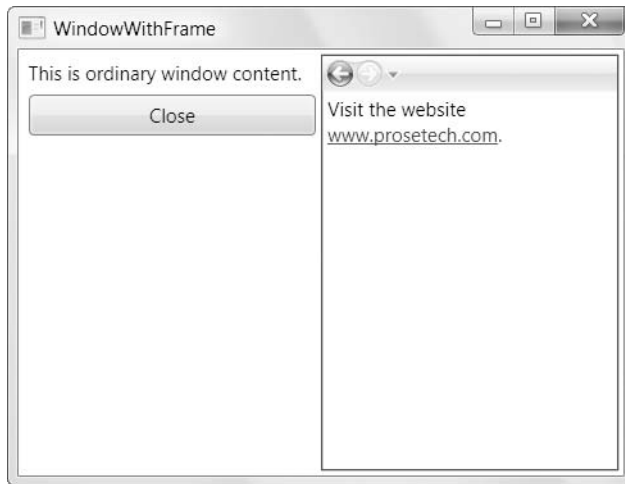 WindowWithFrame
This is ordinary window content.
Close
Visit the website
www.prosetech.com.